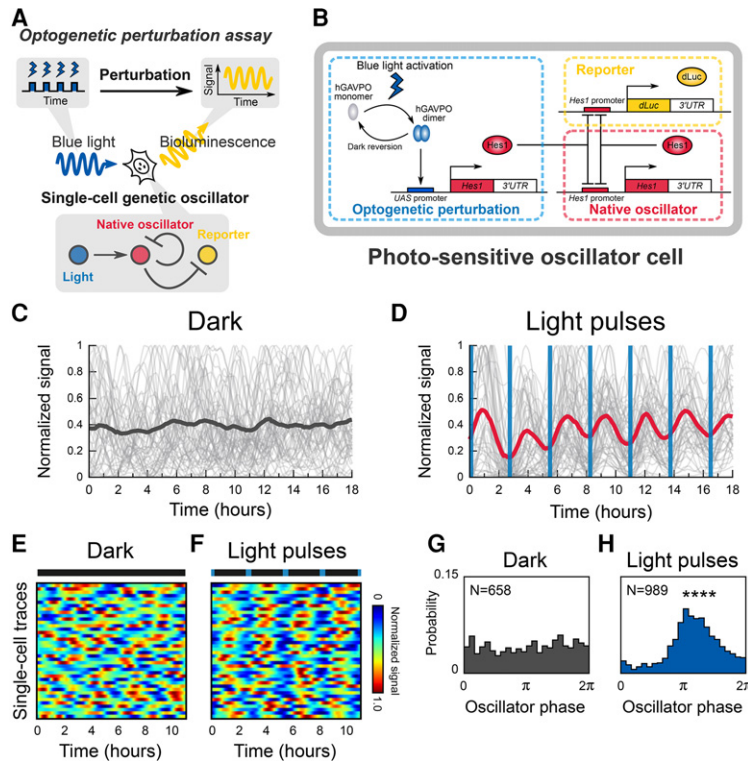 A
Optogenetic perturbation assay
Perturbation
Time
Signal
Time
Blue light
Bioluminescence
Single-cell genetic oscillator
Native oscillator
Reporter
Light
B
Blue light activation
hGAVPO
monomer
hGAVPO
dimer
Dark reversion
Hes1
UAS promoter
Hes1
3'UTR
Optogenetic perturbation
Reporter
dLuc
Hes1 promoter
dLuc
3'UTR
Hes1
Hes1 promoter
Hes1
3'UTR
Native oscillator
Photo-sensitive oscillator cell
C
Dark
Normalized signal
1
0.8
0.6
0.4
0.2
0
0 2 4 6 8 10 12 14 16 18
Time (hours)
D
Light pulses
Normalized signal
1
0.8
0.6
0.4
0.2
0
0 2 4 6 8 10 12 14 16 18
Time (hours)
E
Dark
Single-cell traces
0 2 4 6 8 10
Time (hours)
F
Light pulses
0 2 4 6 8 10
Time (hours)
0
Normalized signal
1.0
G
Dark
0.15
N=658
Probability
0
0 π 2π
Oscillator phase
H
Light pulses
N=989
****
0 π 2π
Oscillator phase